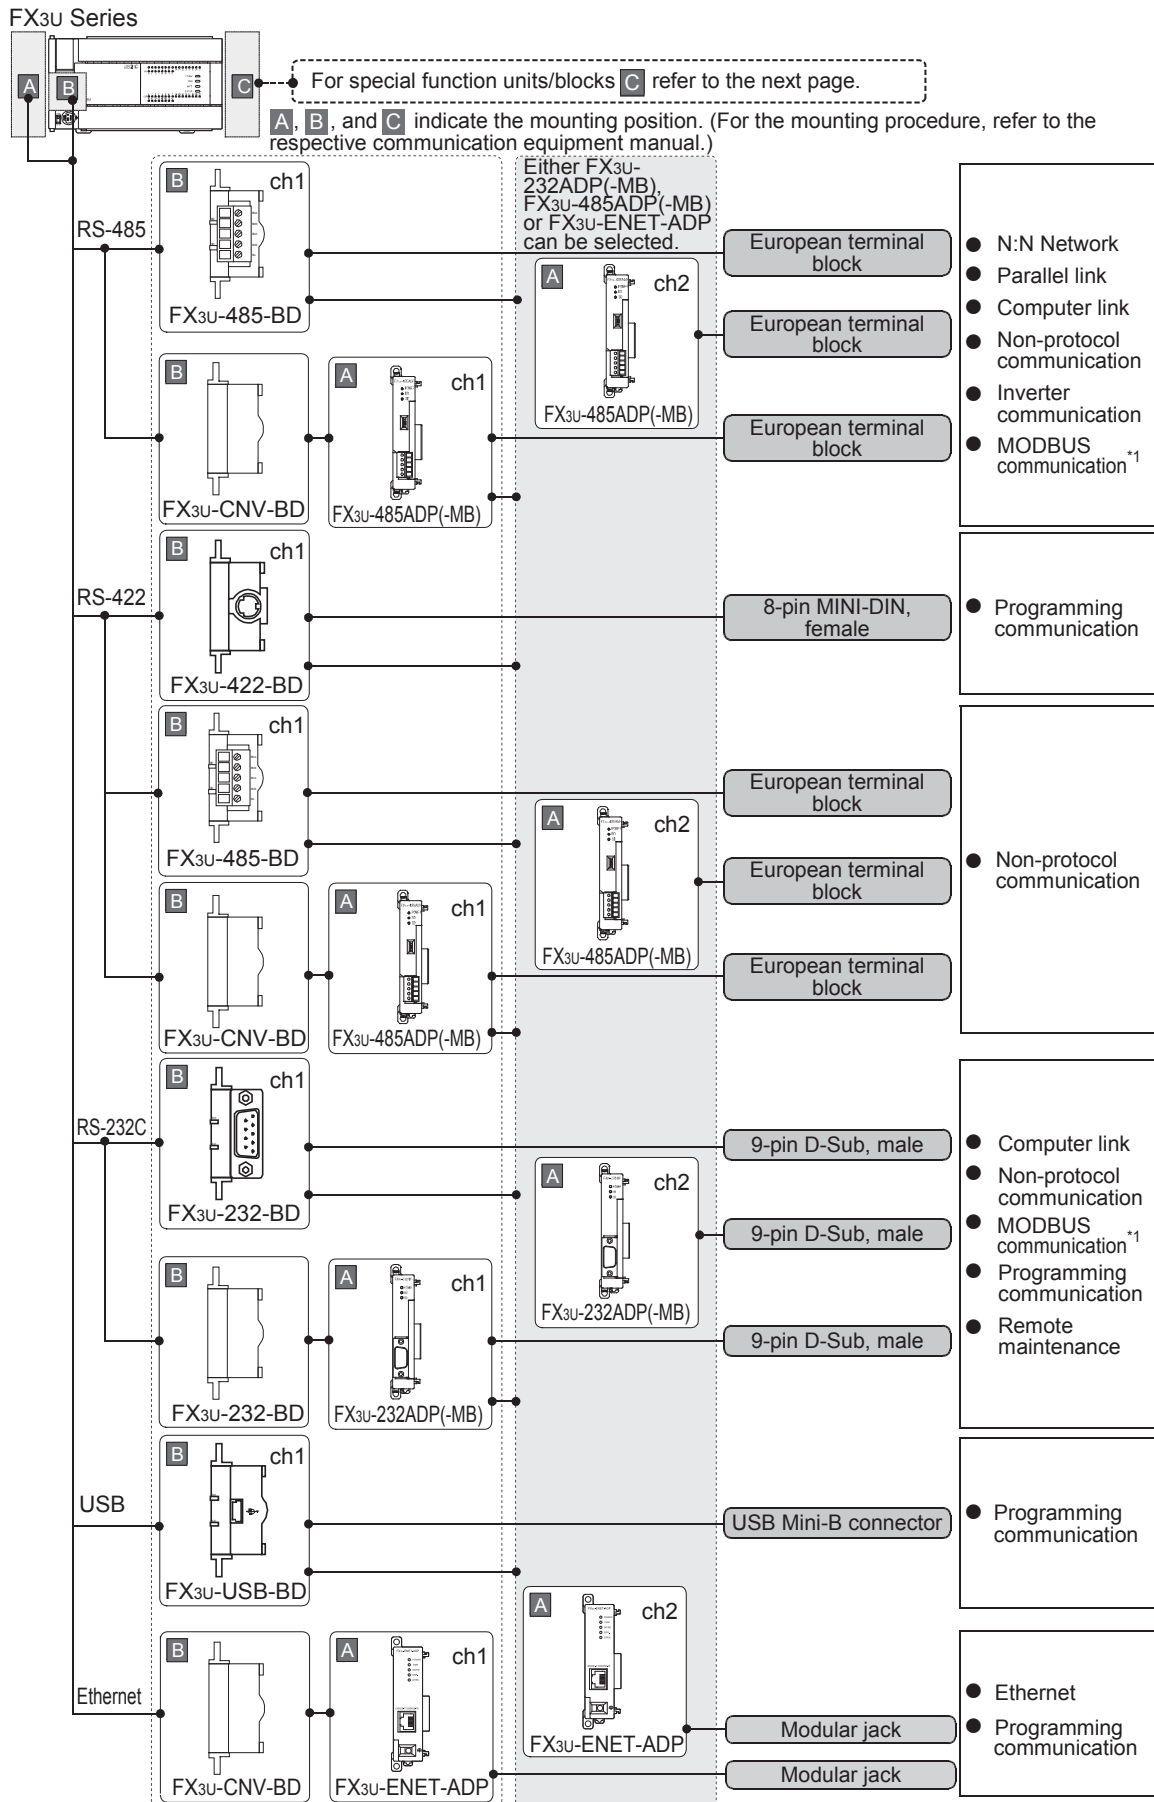 FX3U Series
A
B
C
For special function units/blocks C refer to the next page.
A, B, and C indicate the mounting position. (For the mounting procedure, refer to the
respective communication equipment manual.)
Either FX3U-
232ADP(-MB),
FX3U-485ADP(-MB)
or FX3U-ENET-ADP
can be selected.
RS-485
B
ch1
FX3U-485-BD
European terminal
block
A
ch2
FX3U-485ADP(-MB)
European terminal
block
B
FX3U-CNV-BD
A
ch1
FX3U-485ADP(-MB)
European terminal
block
● N:N Network
● Parallel link
● Computer link
● Non-protocol
communication
● Inverter
communication
● MODBUS
communication*1
RS-422
B
ch1
FX3U-422-BD
8-pin MINI-DIN,
female
● Programming
communication
B
ch1
FX3U-485-BD
European terminal
block
A
ch2
FX3U-485ADP(-MB)
European terminal
block
B
FX3U-CNV-BD
A
ch1
FX3U-485ADP(-MB)
European terminal
block
● Non-protocol
communication
RS-232C
B
ch1
FX3U-232-BD
9-pin D-Sub, male
A
ch2
FX3U-232ADP(-MB)
9-pin D-Sub, male
B
FX3U-232-BD
A
ch1
FX3U-232ADP(-MB)
9-pin D-Sub, male
● Computer link
● Non-protocol
communication
● MODBUS
communication*1
● Programming
communication
● Remote
maintenance
USB
B
ch1
FX3U-USB-BD
USB Mini-B connector
● Programming
communication
A
ch2
FX3U-ENET-ADP
Modular jack
Ethernet
B
FX3U-CNV-BD
A
ch1
FX3U-ENET-ADP
Modular jack
● Ethernet
● Programming
communication